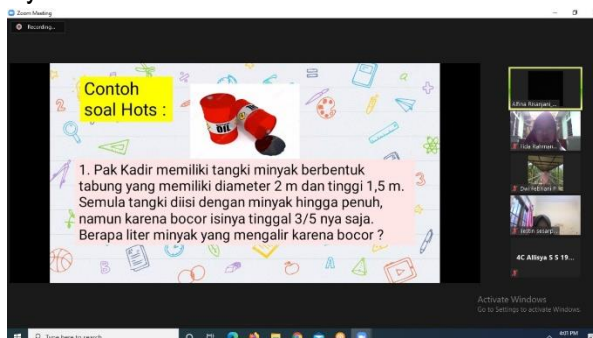 Zoom Meeting
Recording...
Contoh
soal Hots :
OIL
1. Pak Kadir memiliki tangki minyak berbentuk
tabung yang memiliki diameter 2 m dan tinggi 1,5 m.
Semula tangki diisi dengan minyak hingga penuh,
namun karena bocor isinya tinggal 3/5 nya saja.
Berapa liter minyak yang mengalir karena bocor ?
4C Allisya S 5 19...
Activate Windows
Go to Settings to activate Windows.
Type here to search